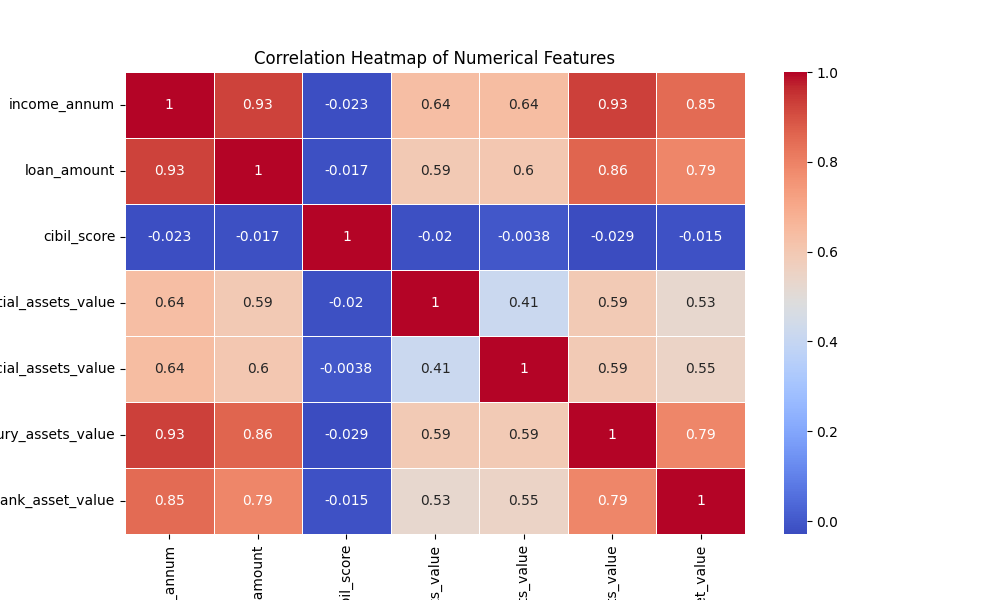 Correlation Heatmap of Numerical Features
income_annum 1 0.93 -0.023 0.64 0.64 0.93 0.85
loan_amount 0.93 1 -0.017 0.59 0.6 0.86 0.79
cibil_score -0.023 -0.017 1 -0.02 -0.0038 -0.029 -0.015
tial_assets_value 0.64 0.59 -0.02 1 0.41 0.59 0.53
cial_assets_value 0.64 0.6 -0.0038 0.41 1 0.59 0.55
ury_assets_value 0.93 0.86 -0.029 0.59 0.59 1 0.79
ank_asset_value 0.85 0.79 -0.015 0.53 0.55 0.79 1
_annum
amount
bil_score
ts_value
ts_value
ts_value
et_value
1.0
0.8
0.6
0.4
0.2
0.0